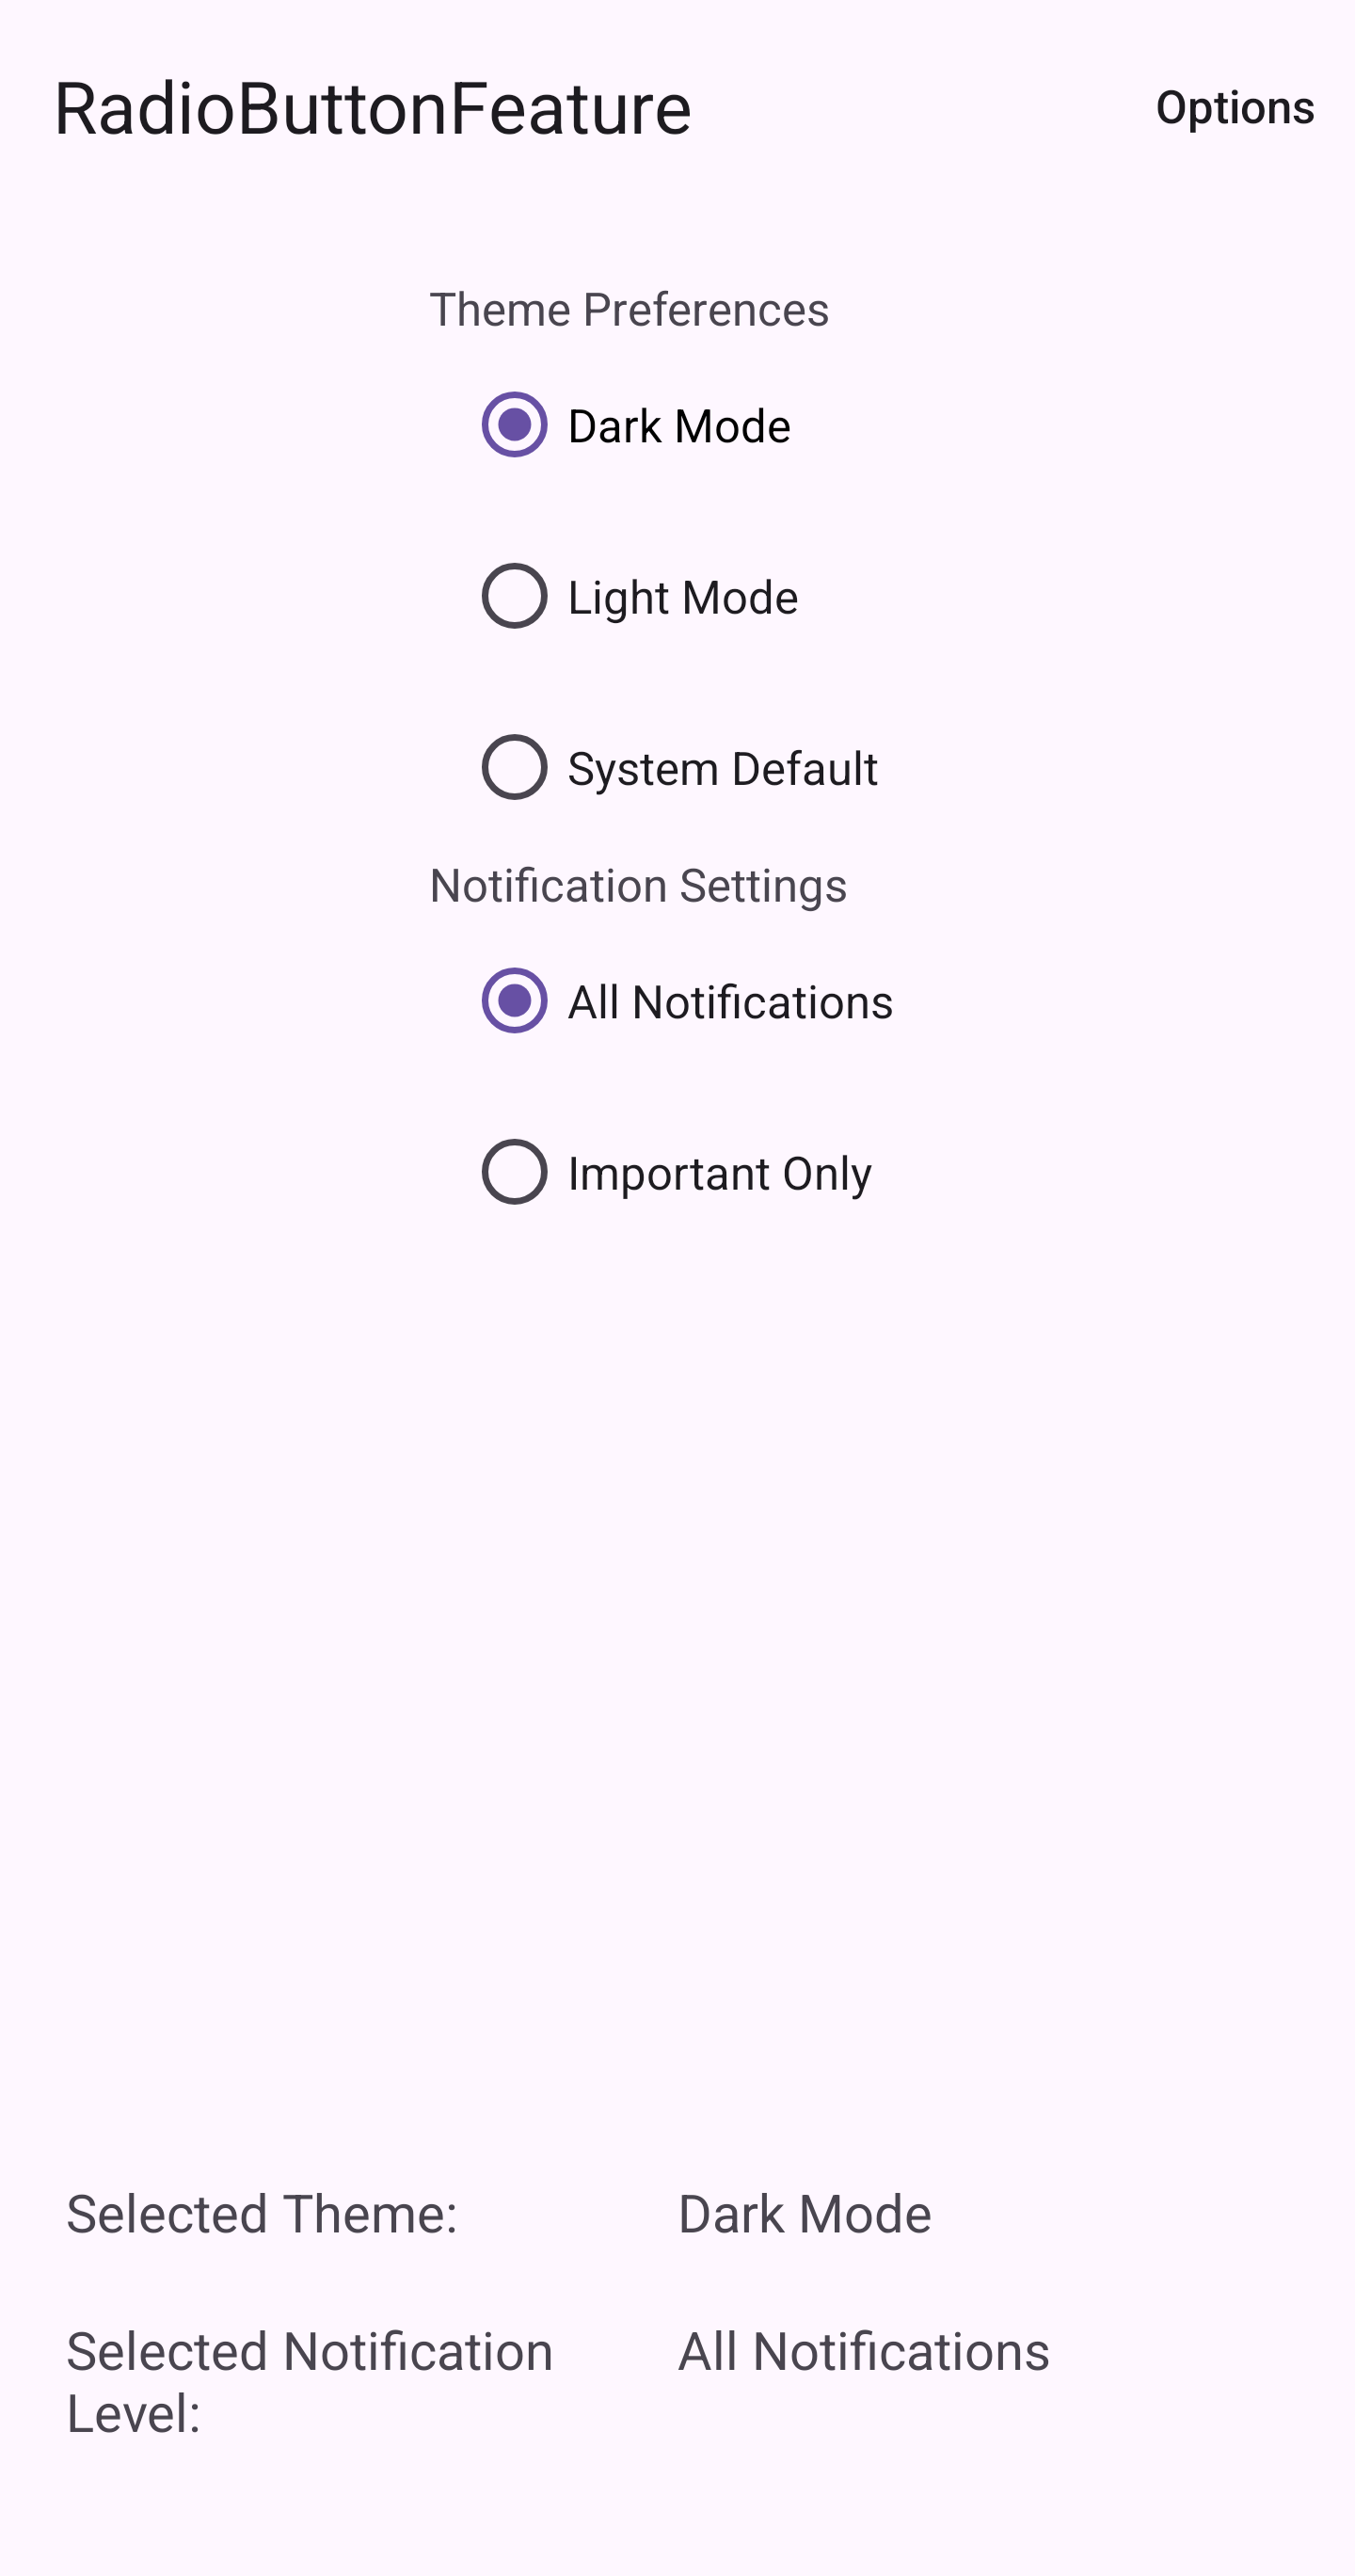 RadioButtonFeature
Options
Theme Preferences
Dark Mode
Light Mode
System Default
Notification Settings
All Notifications
Important Only
Selected Theme:
Dark Mode
Selected Notification
Level:
All Notifications